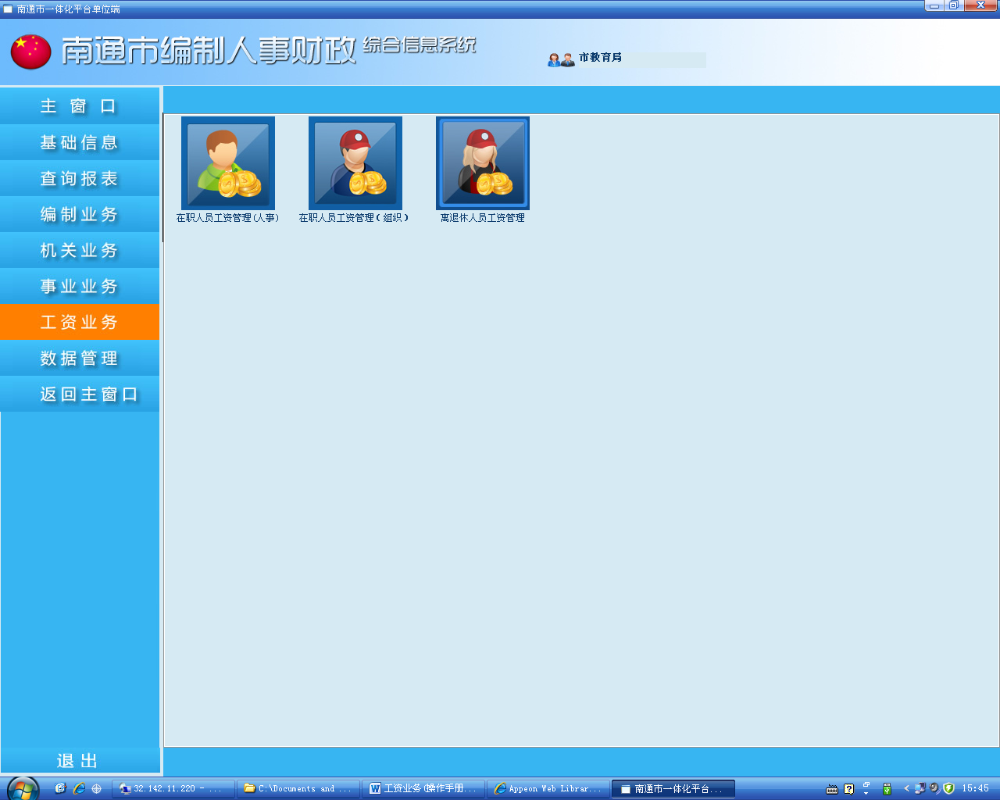 南通市一体化平台单位端
南通市编制人事财政综合信息系统
市教育局
主 窗 口
基础信息
查询报表
编制业务
机关业务
事业业务
工资业务
数据管理
返回主窗口
在职人员工资管理(人事)
在职人员工资管理(组织)
离退休人员工资管理
退 出
32.142.11.220 - ...
C:\Documents and ...
工资业务(操作手册...
Appeon Web Librar...
南通市一体化平台...
15:45